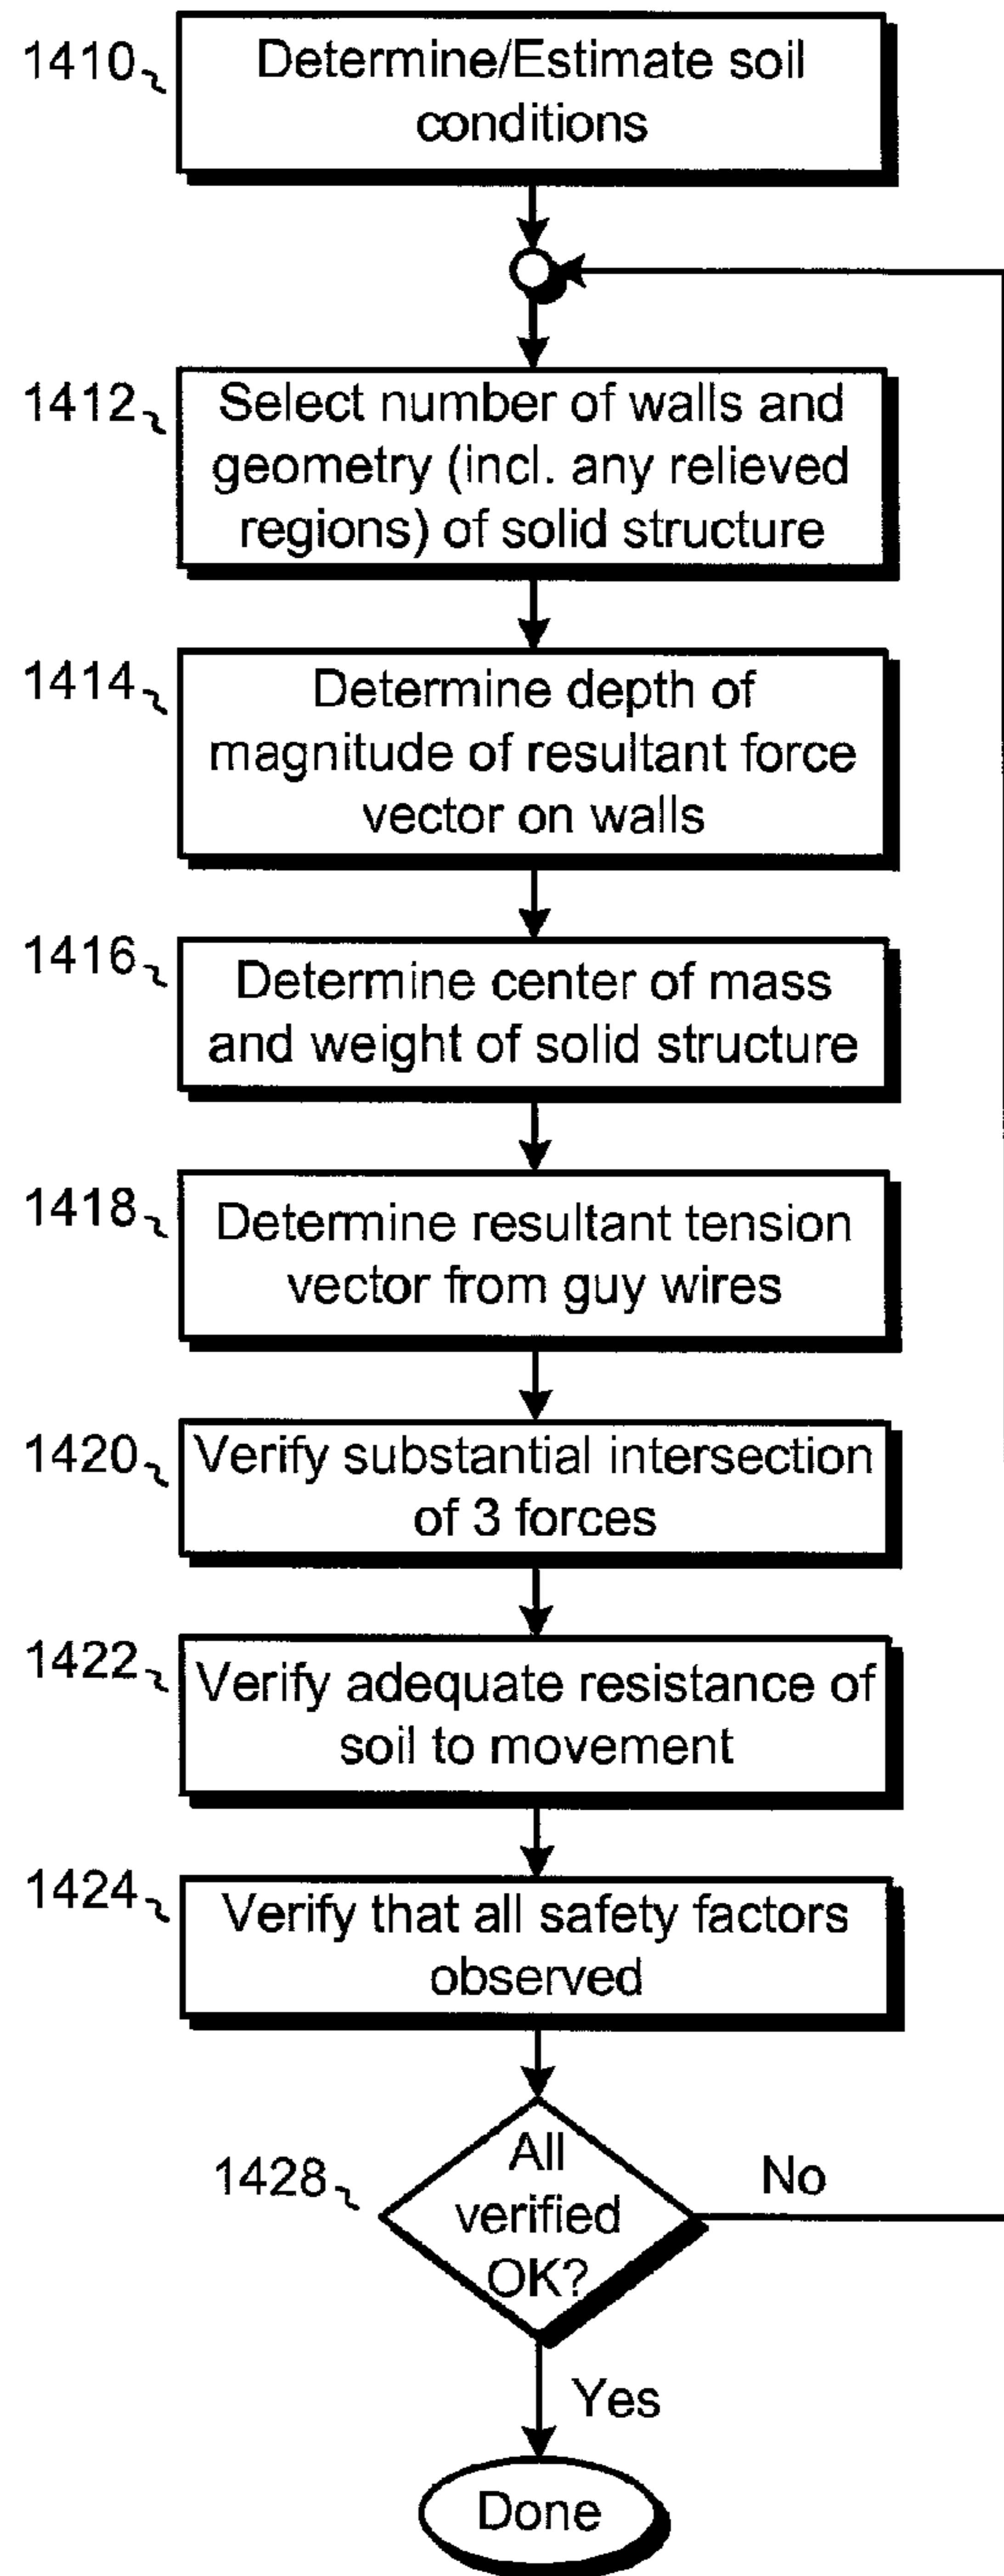 1410
Determine/Estimate soil
conditions
1412
Select number of walls and
geometry (incl. any relieved
regions) of solid structure
1414
Determine depth of
magnitude of resultant force
vector on walls
1416
Determine center of mass
and weight of solid structure
1418
Determine resultant tension
vector from guy wires
1420
Verify substantial intersection
of 3 forces
1422
Verify adequate resistance of
soil to movement
1424
Verify that all safety factors
observed
1428
All
verified
OK?
No
Yes
Done